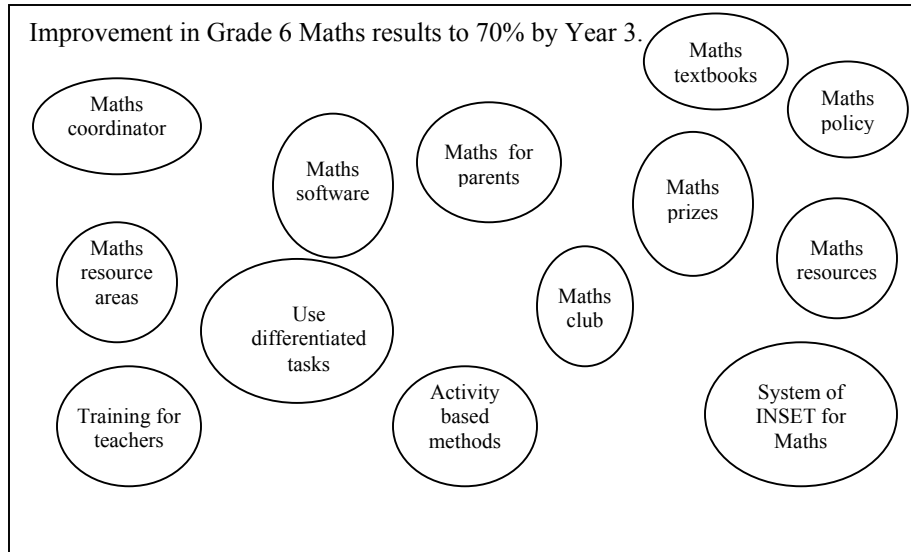 Improvement in Grade 6 Maths results to 70% by Year 3.
Maths
textbooks
Maths
policy
Maths
coordinator
Maths
software
Maths for
parents
Maths
prizes
Maths
resource
areas
Use
differentiated
tasks
Maths
club
Maths
resources
Training for
teachers
Activity
based
methods
System of
INSET for
Maths